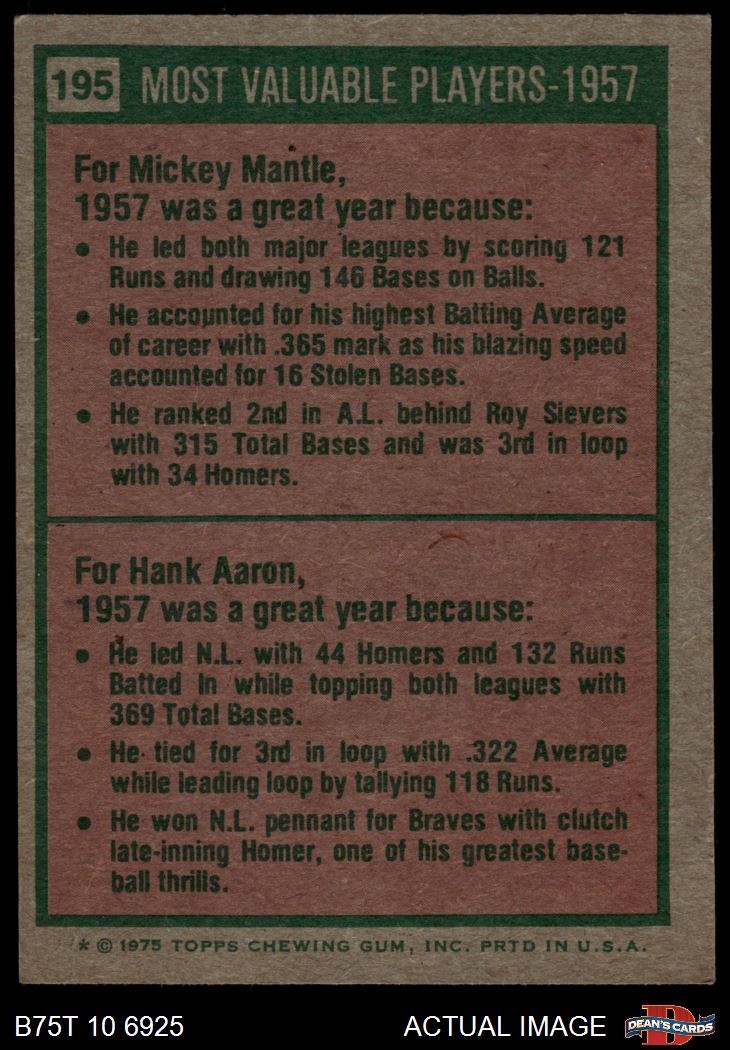 195 MOST VALUABLE PLAYERS-1957
For Mickey Mantle,
1957 was a great year because:
● He led both major leagues by scoring 121
Runs and drawing 146 Bases on Balls.
● He accounted for his highest Batting Average
of career with .365 mark as his blazing speed
accounted for 16 Stolen Bases.
● He ranked 2nd in A.L. behind Roy Sievers
with 315 Total Bases and was 3rd in loop
with 34 Homers.
For Hank Aaron,
1957 was a great year because:
● He led N.L. with 44 Homers and 132 Runs
Batted In while topping both leagues with
369 Total Bases.
● He tied for 3rd in loop with .322 Average
while leading loop by tallying 118 Runs.
● He won N.L. pennant for Braves with clutch
late-inning Homer, one of his greatest base-
ball thrills.
* © 1975 TOPPS CHEWING GUM, INC. PRTD IN U.S.A.
B75T 10 6925 ACTUAL IMAGE D DEAN'S CARDS